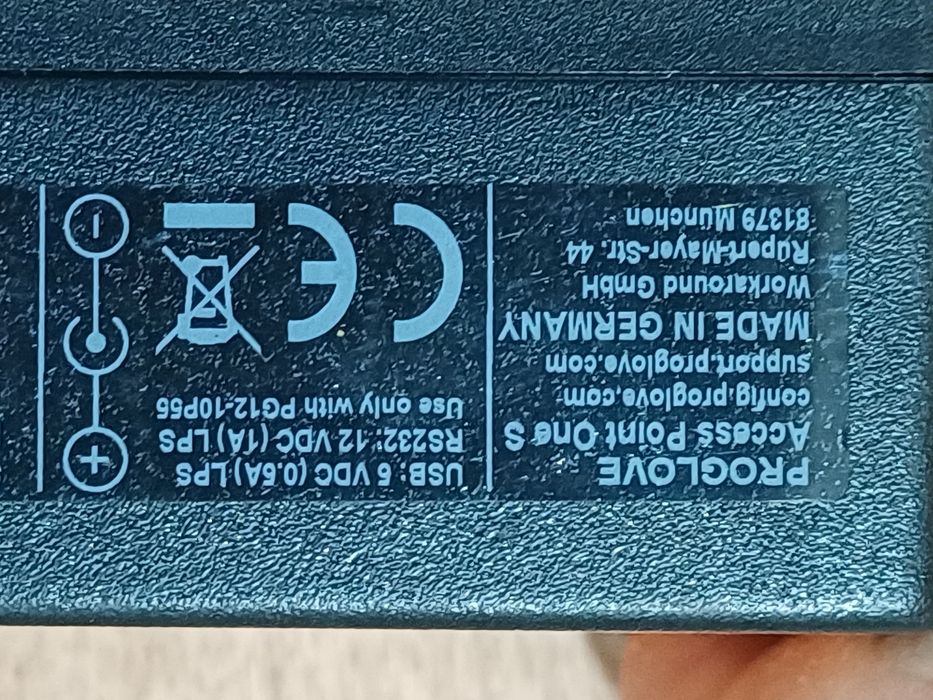 PROGLOVE
Access Point One S
config.proglove.com
support.proglove.com
MADE IN GERMANY
Workaround GmbH
Rupert-Mayer-Str. 44
81379 München
USB: 5 VDC (0.5A) LPS
RS232: 12 VDC (1A) LPS
Use only with PG12-10P55
CE